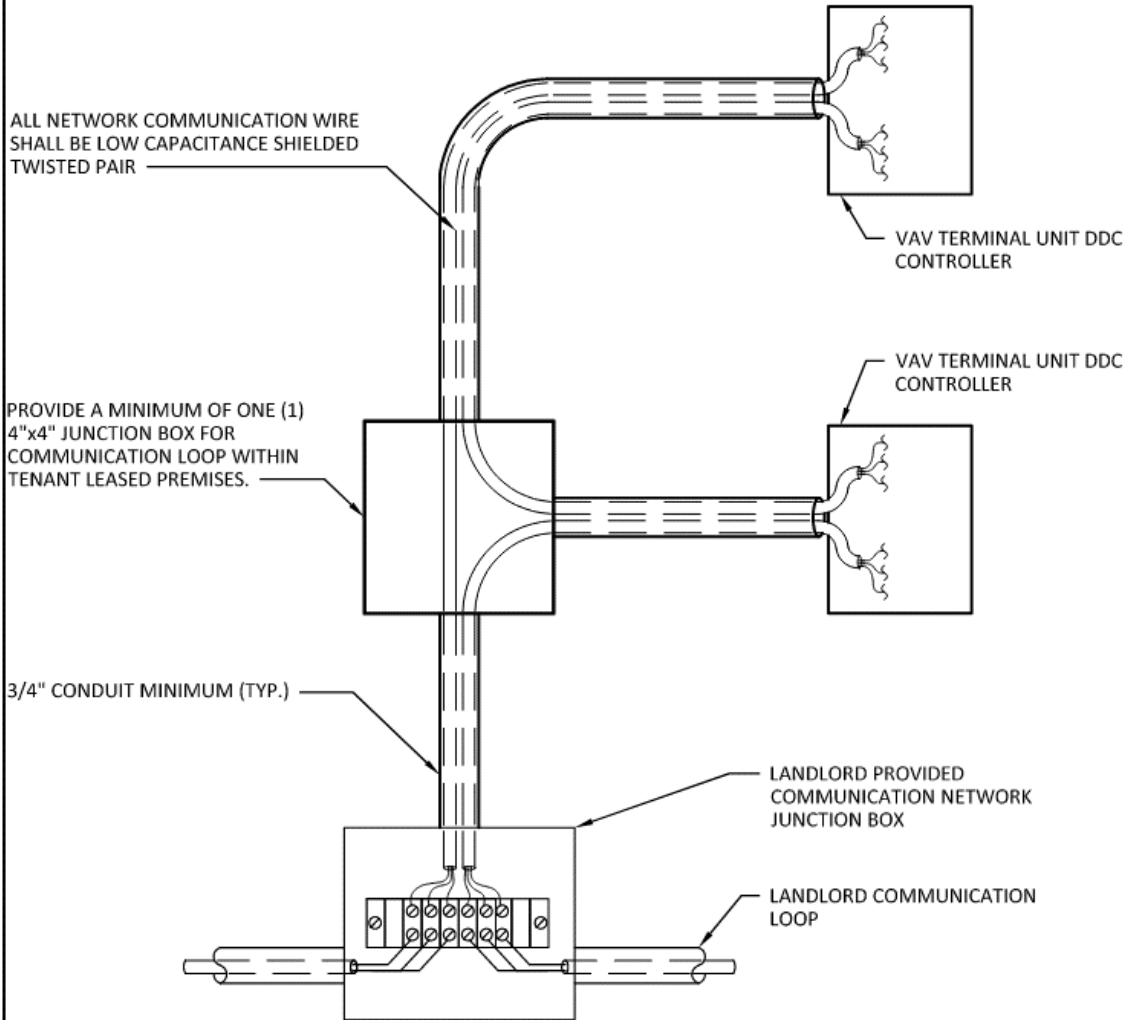 ALL NETWORK COMMUNICATION WIRE
SHALL BE LOW CAPACITANCE SHIELDED
TWISTED PAIR
VAV TERMINAL UNIT DDC
CONTROLLER
VAV TERMINAL UNIT DDC
CONTROLLER
PROVIDE A MINIMUM OF ONE (1)
4"x4" JUNCTION BOX FOR
COMMUNICATION LOOP WITHIN
TENANT LEASED PREMISES.
3/4" CONDUIT MINIMUM (TYP.)
LANDLORD PROVIDED
COMMUNICATION NETWORK
JUNCTION BOX
LANDLORD COMMUNICATION
LOOP